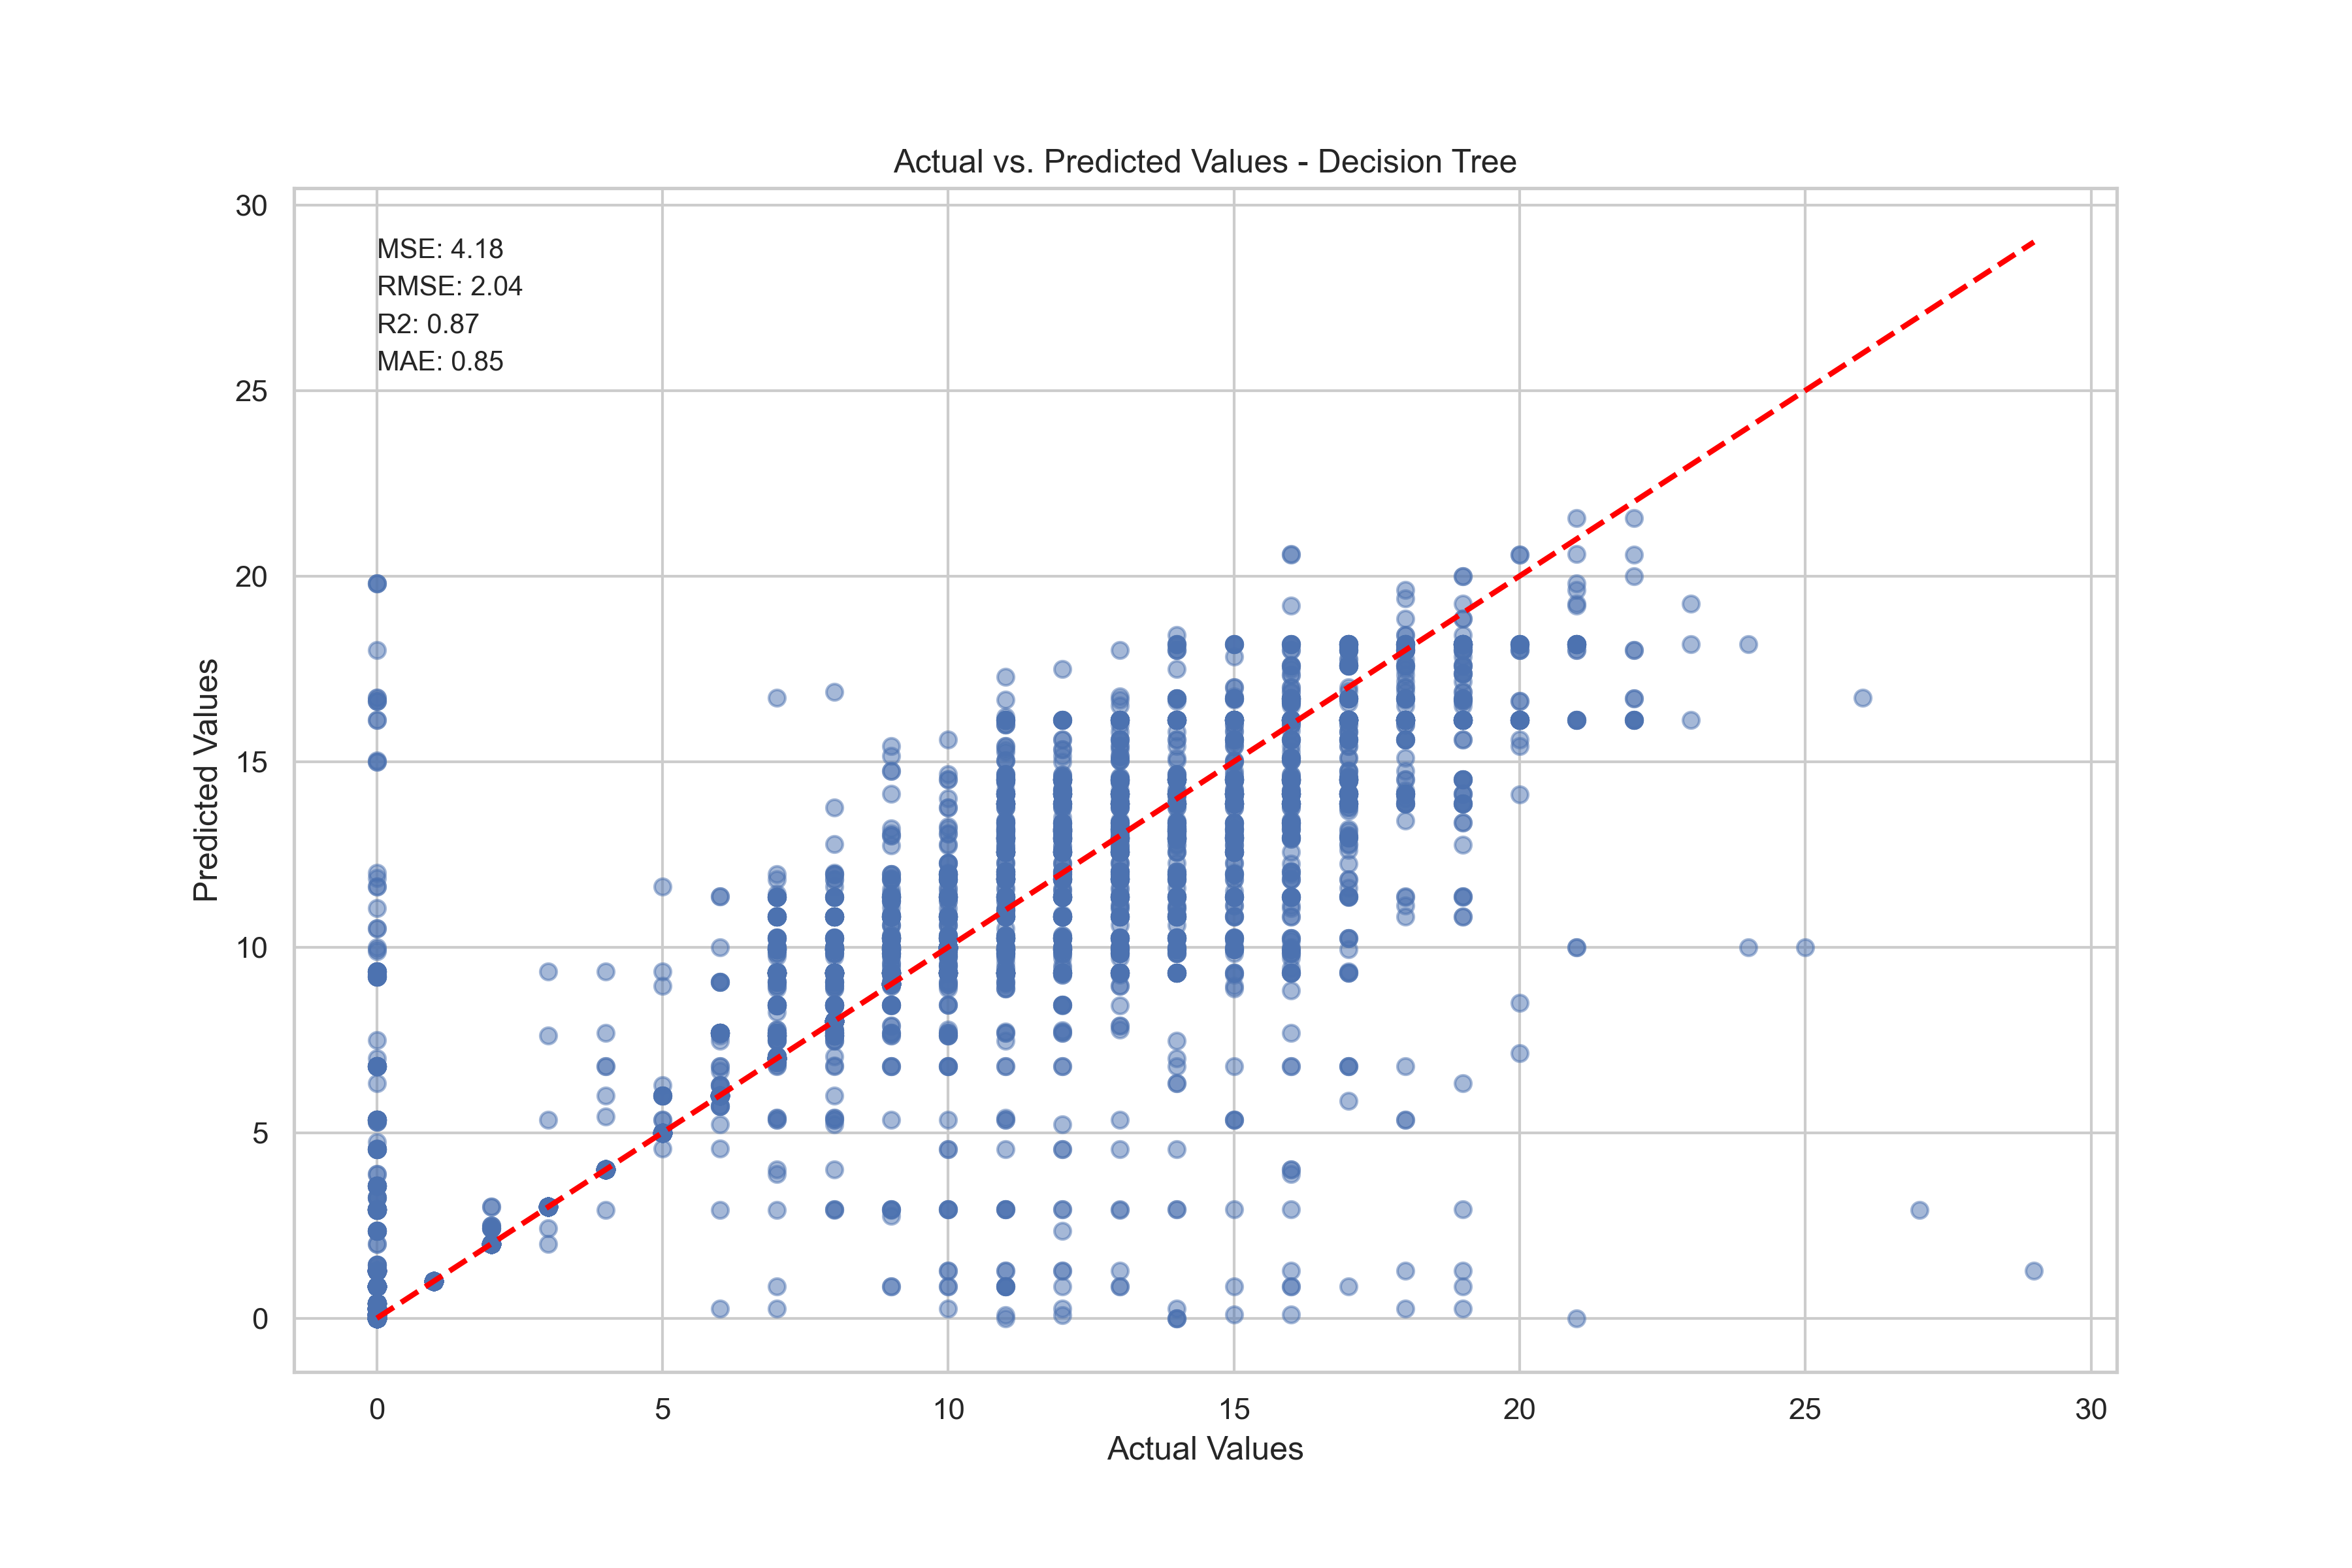 Actual vs. Predicted Values - Decision Tree
30
MSE: 4.18
RMSE: 2.04
R2: 0.87
MAE: 0.85
25
20
15
10
5
0
Predicted Values
0 5 10 15 20 25 30
Actual Values